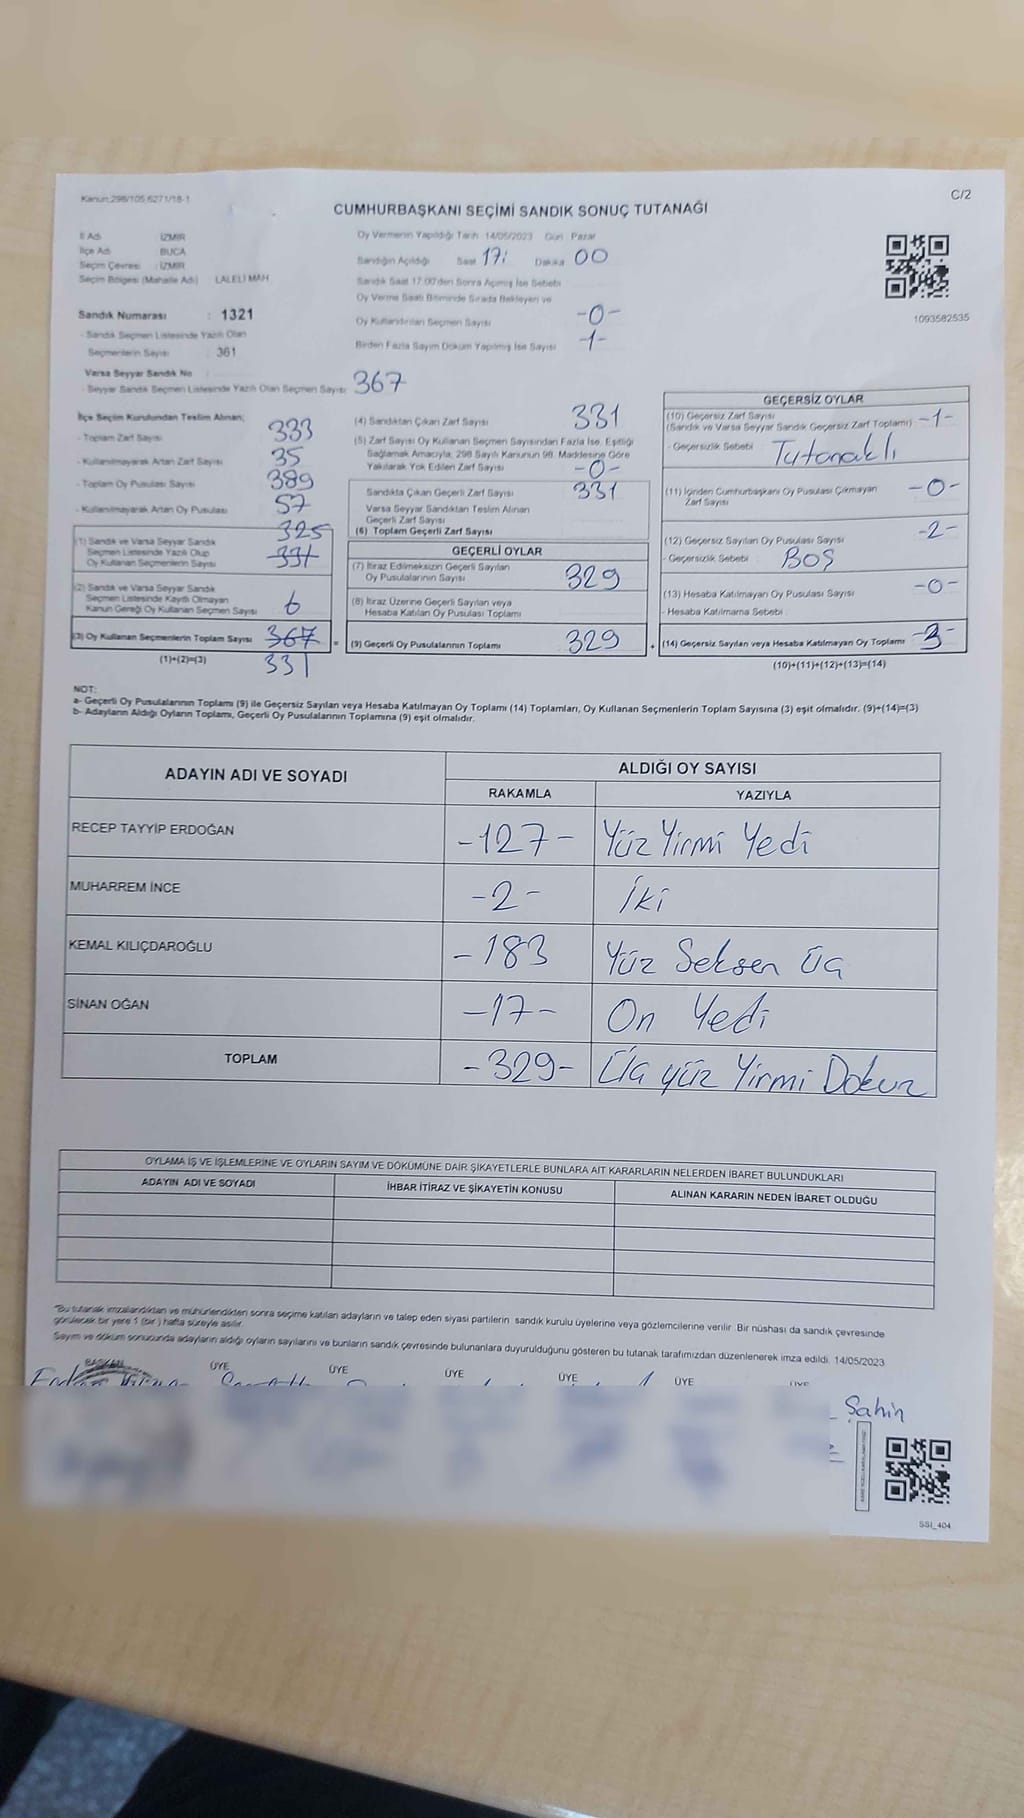 Kanun:298/105,6271/18-1
C/2
CUMHURBAŞKANI SEÇİMİ SANDIK SONUÇ TUTANAĞI
İl Adı : İZMİR
İlçe Adı : BUCA
Seçim Çevresi : İZMİR
Seçim Bölgesi (Mahalle Adı) LALELİ MAH.
Oy Vermenin Yapıldığı Tarih 14/05/2023 Gün: Pazar
Sandığın Açıldığı Saat 17: Dakika 00
Sandık Saat 17:00'den Sonra Açılmış İse Sebebi
Oy Verme Saati Bitiminde Sırada Bekleyen ve
Oy Kullandırılan Seçmen Sayısı -0-
Birden Fazla Sayım Döküm Yapılmış İse Sayısı -1-
1093582535
Sandık Numarası : 1321
- Sandık Seçmen Listesinde Yazılı Olan
Seçmenlerin Sayısı : 361
Varsa Seyyar Sandık No
- Seyyar Sandık Seçmen Listesinde Yazılı Olan Seçmen Sayısı: 367
İlçe Seçim Kurulundan Teslim Alınan;
- Toplam Zarf Sayısı 333
- Kullanılmayarak Artan Zarf Sayısı 35
- Toplam Oy Pusulası Sayısı 389
- Kullanılmayarak Artan Oy Pusulası 57
325
(1) Sandık ve Varsa Seyyar Sandık
Seçmen Listesinde Yazılı Olup
Oy Kullanan Seçmenlerin Sayısı 331
(2) Sandık ve Varsa Seyyar Sandık
Seçmen Listesinde Kayıtlı Olmayan
Kanun Gereği Oy Kullanan Seçmen Sayısı 6
(3) Oy Kullanan Seçmenlerin Toplam Sayısı 367 =
(1)+(2)=(3) 331
(4) Sandıktan Çıkan Zarf Sayısı 331
(5) Zarf Sayısı Oy Kullanan Seçmen Sayısından Fazla İse, Eşitliği
Sağlamak Amacıyla, 298 Sayılı Kanunun 98. Maddesine Göre
Yakılarak Yok Edilen Zarf Sayısı -0-
Sandıkta Çıkan Geçerli Zarf Sayısı 331
Varsa Seyyar Sandıktan Teslim Alınan
Geçerli Zarf Sayısı
(6) Toplam Geçerli Zarf Sayısı
GEÇERLİ OYLAR
(7) İtiraz Edilmeksizin Geçerli Sayılan
Oy Pusulalarının Sayısı 329
(8) İtiraz Üzerine Geçerli Sayılan veya
Hesaba Katılan Oy Pusulası Toplamı
(9) Geçerli Oy Pusulalarının Toplamı 329 +
GEÇERSİZ OYLAR
(10) Geçersiz Zarf Sayısı
(Sandık ve Varsa Seyyar Sandık Geçersiz Zarf Toplamı) -1-
- Geçersizlik Sebebi Tutanaklı
(11) İçinden Cumhurbaşkanı Oy Pusulası Çıkmayan
Zarf Sayısı -0-
(12) Geçersiz Sayılan Oy Pusulası Sayısı -2-
- Geçersizlik Sebebi : BOŞ
(13) Hesaba Katılmayan Oy Pusulası Sayısı -0-
- Hesaba Katılmama Sebebi :
(14) Geçersiz Sayılan veya Hesaba Katılmayan Oy Toplamı -3-
(10)+(11)+(12)+(13)=(14)
NOT:
a- Geçerli Oy Pusulalarının Toplamı (9) ile Geçersiz Sayılan veya Hesaba Katılmayan Oy Toplamı (14) Toplamları, Oy Kullanan Seçmenlerin Toplam Sayısına (3) eşit olmalıdır. (9)+(14)=(3)
b- Adayların Aldığı Oyların Toplamı, Geçerli Oy Pusulalarının Toplamına (9) eşit olmalıdır.
ADAYIN ADI VE SOYADI ALDIĞI OY SAYISI
RAKAMLA YAZIYLA
RECEP TAYYİP ERDOĞAN -127- Yüz Yirmi Yedi
MUHARREM İNCE -2- İki
KEMAL KILIÇDAROĞLU -183 Yüz Seksen Üç
SİNAN OĞAN -17- On Yedi
TOPLAM -329- Üç yüz Yirmi Dokuz
OYLAMA İŞ VE İŞLEMLERİNE VE OYLARIN SAYIM VE DÖKÜMÜNE DAİR ŞİKAYETLERLE BUNLARA AİT KARARLARIN NELERDEN İBARET BULUNDUKLARI
ADAYIN ADI VE SOYADI İHBAR İTİRAZ VE ŞİKAYETİN KONUSU ALINAN KARARIN NEDEN İBARET OLDUĞU
*Bu tutanak imzalandıktan ve mühürlendikten sonra seçime katılan adayların ve talep eden siyasi partilerin sandık kurulu üyelerine veya gözlemcilerine verilir. Bir nüshası da sandık çevresinde
görülecek bir yere 1 (bir) hafta süreyle asılır.
Sayım ve döküm sonucunda adayların aldığı oyların sayılarını ve bunların sandık çevresinde bulunanlara duyurulduğunu gösteren bu tutanak tarafımızdan düzenlenerek imza edildi. 14/05/2023
BAŞKAN ÜYE ÜYE ÜYE ÜYE ÜYE ÜYE
Şahin
SSI_404